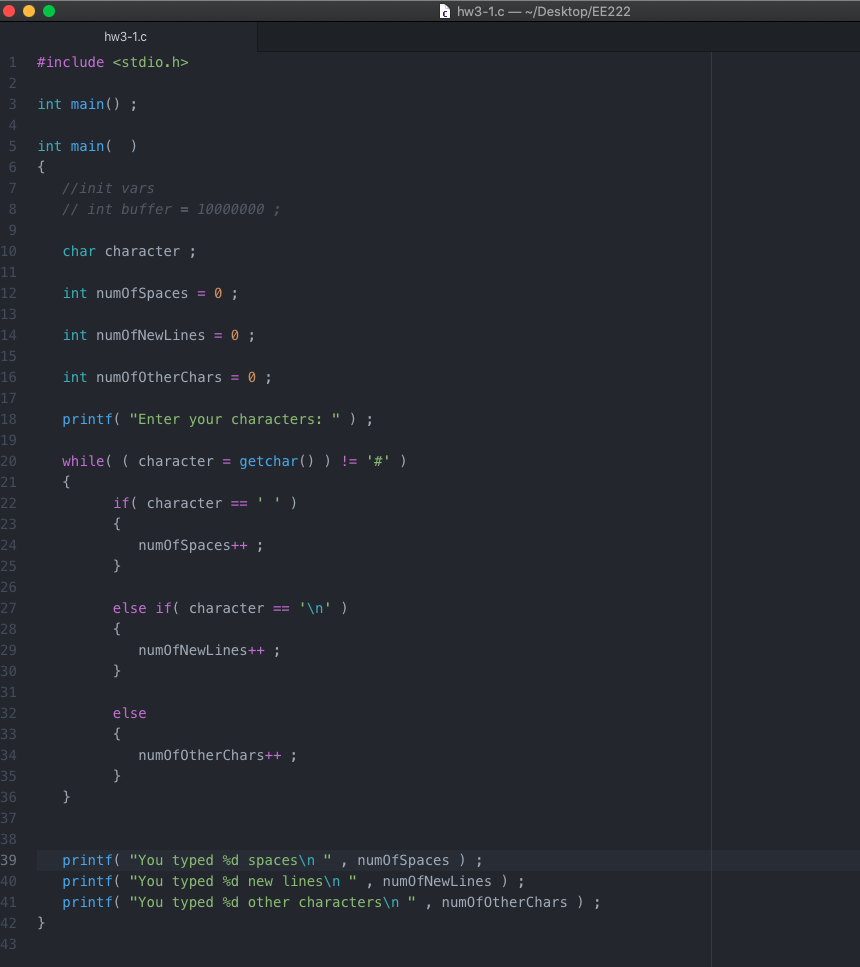 hw3-1.c — ~/Desktop/EE222
hw3-1.c
1 #include <stdio.h>
2
3 int main() ;
4
5 int main(  )
6 {
7    //init vars
8    // int buffer = 10000000 ;
9
10    char character ;
11
12    int numOfSpaces = 0 ;
13
14    int numOfNewLines = 0 ;
15
16    int numOfOtherChars = 0 ;
17
18    printf( "Enter your characters: " ) ;
19
20    while( ( character = getchar() ) != '#' )
21    {
22          if( character == ' ' )
23          {
24             numOfSpaces++ ;
25          }
26
27          else if( character == '\n' )
28          {
29             numOfNewLines++ ;
30          }
31
32          else
33          {
34             numOfOtherChars++ ;
35          }
36    }
37
38
39    printf( "You typed %d spaces\n " , numOfSpaces ) ;
40    printf( "You typed %d new lines\n " , numOfNewLines ) ;
41    printf( "You typed %d other characters\n " , numOfOtherChars ) ;
42 }
43